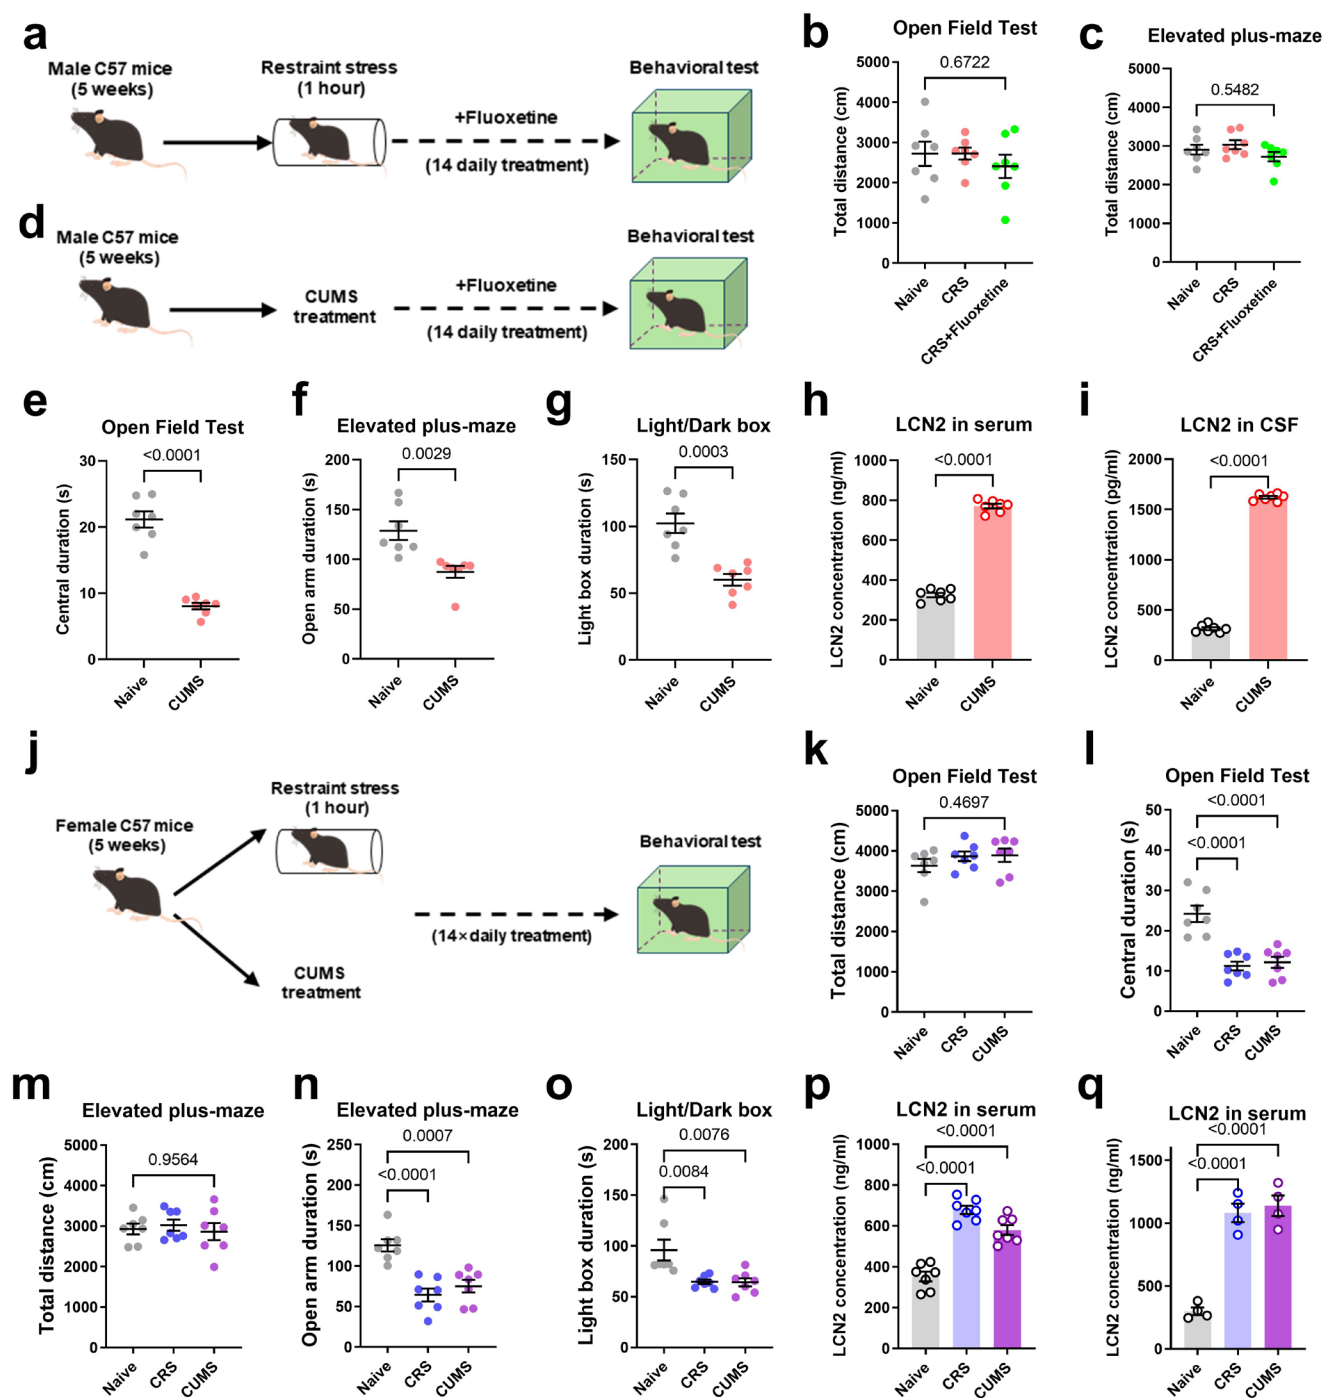 a
Male C57 mice
(5 weeks)
Restraint stress
(1 hour)
+Fluoxetine
(14 daily treatment)
Behavioral test
b
Open Field Test
Total distance (cm)
5000
4000
3000
2000
1000
0
0.6722
Naive
CRS
CRS+Fluoxetine
c
Elevated plus-maze
Total distance (cm)
5000
4000
3000
2000
1000
0
0.5482
Naive
CRS
CRS+Fluoxetine
d
Male C57 mice
(5 weeks)
CUMS
treatment
+Fluoxetine
(14 daily treatment)
Behavioral test
e
Open Field Test
Central duration (s)
30
20
10
0
<0.0001
Naive
CUMS
f
Elevated plus-maze
Open arm duration (s)
200
150
100
50
0
0.0029
Naive
CUMS
g
Light/Dark box
Light box duration (s)
150
100
50
0
0.0003
Naive
CUMS
h
LCN2 in serum
LCN2 concentration (ng/ml)
1000
800
600
400
200
0
<0.0001
Naive
CUMS
i
LCN2 in CSF
LCN2 concentration (pg/ml)
2000
1500
1000
500
0
<0.0001
Naive
CUMS
j
Female C57 mice
(5 weeks)
Restraint stress
(1 hour)
CUMS
treatment
(14×daily treatment)
Behavioral test
k
Open Field Test
Total distance (cm)
5000
4000
3000
2000
1000
0
0.4697
Naive
CRS
CUMS
l
Open Field Test
Central duration (s)
50
40
30
20
10
0
<0.0001
<0.0001
Naive
CRS
CUMS
m
Elevated plus-maze
Total distance (cm)
5000
4000
3000
2000
1000
0
0.9564
Naive
CRS
CUMS
n
Elevated plus-maze
Open arm duration (s)
250
200
150
100
50
0
0.0007
<0.0001
Naive
CRS
CUMS
o
Light/Dark box
Light box duration (s)
200
150
100
50
0
0.0076
0.0084
Naive
CRS
CUMS
p
LCN2 in serum
LCN2 concentration (ng/ml)
1000
800
600
400
200
0
<0.0001
<0.0001
Naive
CRS
CUMS
q
LCN2 in serum
LCN2 concentration (ng/ml)
1500
1000
500
0
<0.0001
<0.0001
Naive
CRS
CUMS